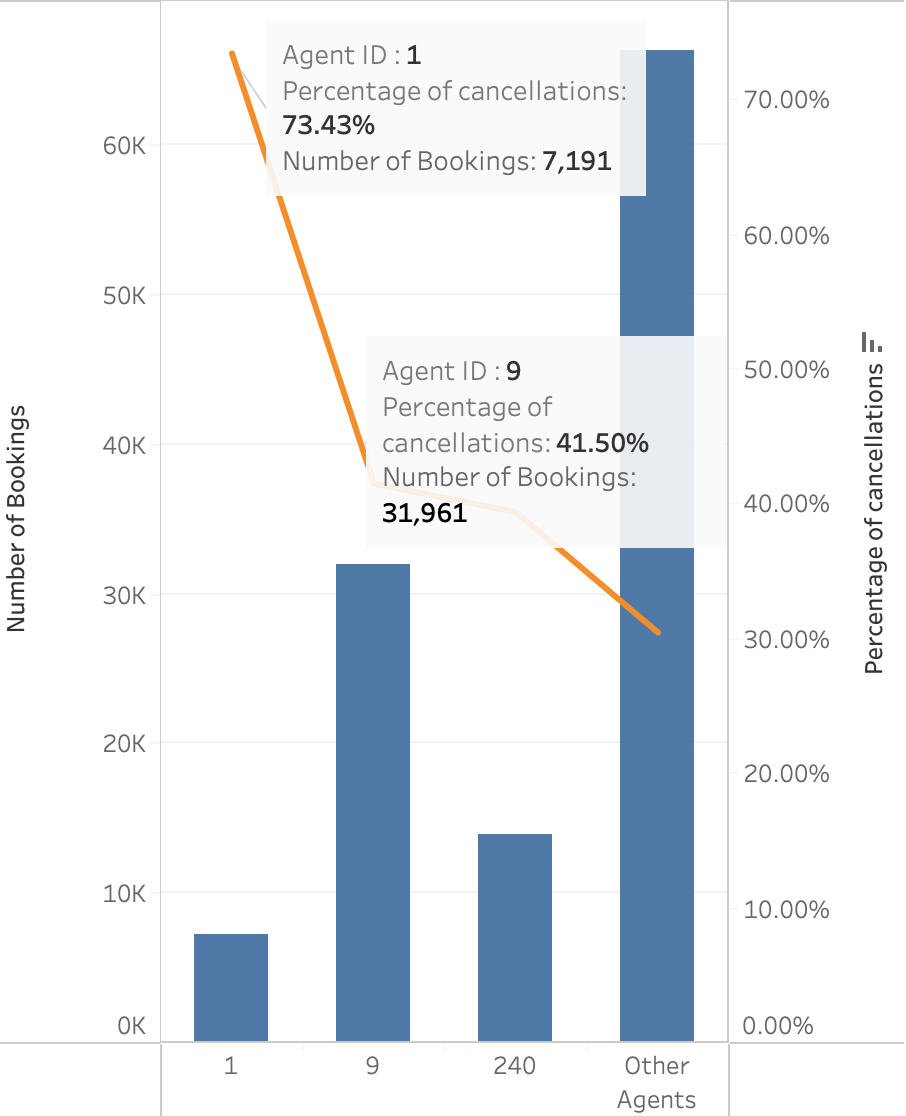 Agent ID : 1
Percentage of cancellations:
73.43%
Number of Bookings: 7,191
Agent ID : 9
Percentage of
cancellations: 41.50%
Number of Bookings:
31,961
Number of Bookings
60K
50K
40K
30K
20K
10K
0K
70.00%
60.00%
50.00%
40.00%
30.00%
20.00%
10.00%
0.00%
Percentage of cancellations
1
9
240
Other
Agents